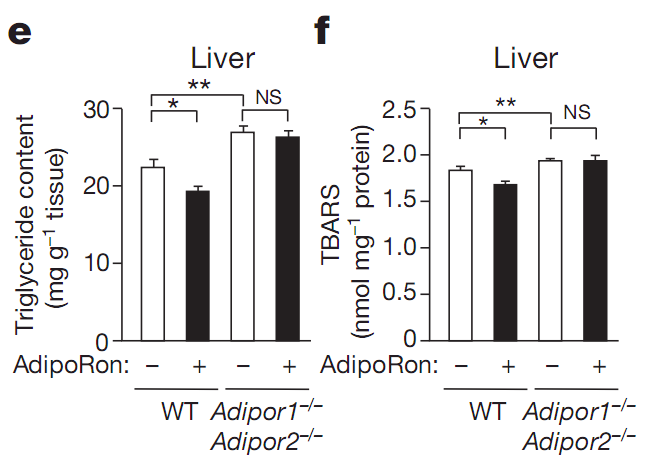 e
Liver
Triglyceride content
(mg g⁻¹ tissue)
30
20
10
0
**
*
NS
AdipoRon: − + − +
WT Adipor1⁻/⁻
Adipor2⁻/⁻
f
Liver
TBARS
(nmol mg⁻¹ protein)
2.5
2.0
1.5
1.0
0.5
0
**
*
NS
AdipoRon: − + − +
WT Adipor1⁻/⁻
Adipor2⁻/⁻